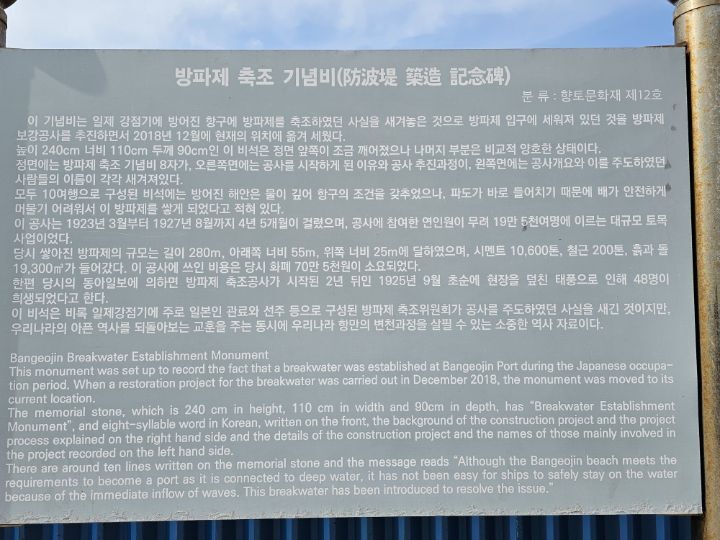 방파제 축조 기념비(防波堤 築造 記念碑)
분 류 : 향토문화재 제12호
이 기념비는 일제 강점기에 방어진 항구에 방파제를 축조하였던 사실을 새겨놓은 것으로 방파제 입구에 세워져 있던 것을 방파제
보강공사를 추진하면서 2018년 12월에 현재의 위치에 옮겨 세웠다.
높이 240cm 너비 110cm 두께 90cm인 이 비석은 정면 앞쪽이 조금 깨어졌으나 나머지 부분은 비교적 양호한 상태이다.
정면에는 방파제 축조 기념비 8자가, 오른쪽면에는 공사를 시작하게 된 이유와 공사 추진과정이, 왼쪽면에는 공사개요와 이를 주도하였던
사람들의 이름이 각각 새겨져있다.
모두 10여행으로 구성된 비석에는 방어진 해안은 물이 깊어 항구의 조건을 갖추었으나, 파도가 바로 들어치기 때문에 배가 안전하게
머물기 어려워서 이 방파제를 쌓게 되었다고 적혀 있다.
이 공사는 1923년 3월부터 1927년 8월까지 4년 5개월이 걸렸으며, 공사에 참여한 연인원이 무려 19만 5천여명에 이르는 대규모 토목
사업이었다.
당시 쌓아진 방파제의 규모는 길이 280m, 아래쪽 너비 55m, 위쪽 너비 25m에 달하였으며, 시멘트 10,600톤, 철근 200톤, 흙과 돌
19,300㎥가 들어갔다. 이 공사에 쓰인 비용은 당시 화폐 70만 5천원이 소요되었다.
한편 당시의 동아일보에 의하면 방파제 축조공사가 시작된 2년 뒤인 1925년 9월 초순에 현장을 덮친 태풍으로 인해 48명이
희생되었다고 한다.
이 비석은 비록 일제강점기에 주로 일본인 관료와 선주 등으로 구성된 방파제 축조위원회가 공사를 주도하였던 사실을 새긴 것이지만,
우리나라의 아픈 역사를 되돌아보는 교훈을 주는 동시에 우리나라 항만의 변천과정을 살필 수 있는 소중한 역사 자료이다.
Bangeojin Breakwater Establishment Monument
This monument was set up to record the fact that a breakwater was established at Bangeojin Port during the Japanese occupa-
tion period. When a restoration project for the breakwater was carried out in December 2018, the monument was moved to its
current location.
The memorial stone, which is 240 cm in height, 110 cm in width and 90cm in depth, has "Breakwater Establishment
Monument", and eight-syllable word in Korean, written on the front, the background of the construction project and the project
process explained on the right hand side and the details of the construction project and the names of those mainly involved in
the project recorded on the left hand side.
There are around ten lines written on the memorial stone and the message reads "Although the Bangeojin beach meets the
requirements to become a port as it is connected to deep water, it has not been easy for ships to safely stay on the water
because of the immediate inflow of waves. This breakwater has been introduced to resolve the issue."